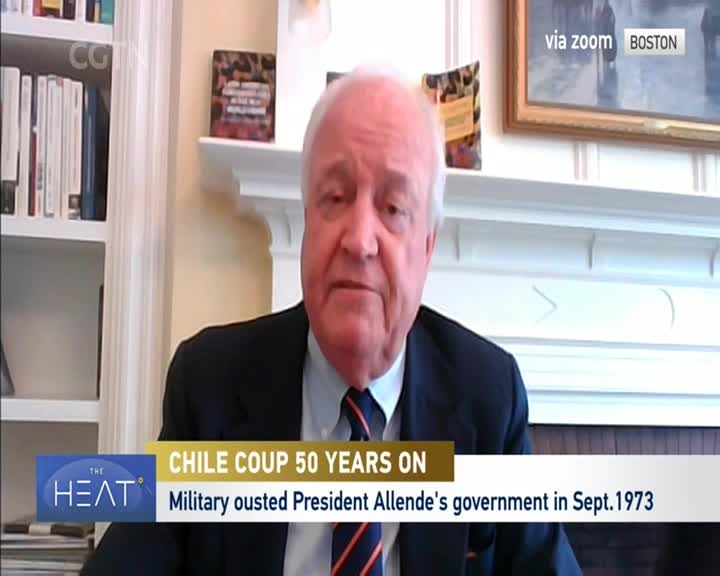 CGTN
via zoom
BOSTON
THE
HEAT
CHILE COUP 50 YEARS ON
Military ousted President Allende's government in Sept.1973